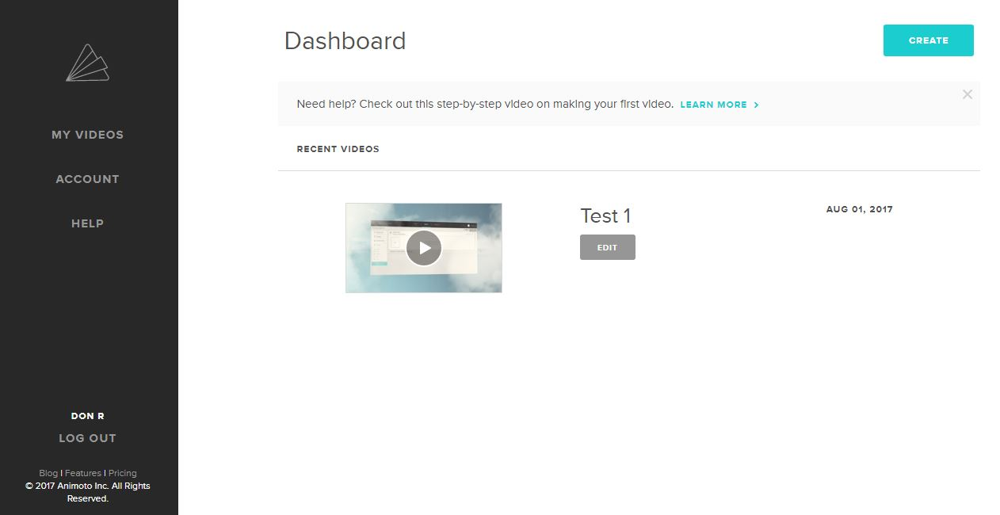 Dashboard
CREATE
Need help? Check out this step-by-step video on making your first video. LEARN MORE >
MY VIDEOS
RECENT VIDEOS
ACCOUNT
HELP
Test 1
AUG 01, 2017
EDIT
DON R
LOG OUT
Blog | Features | Pricing
© 2017 Animoto Inc. All Rights
Reserved.